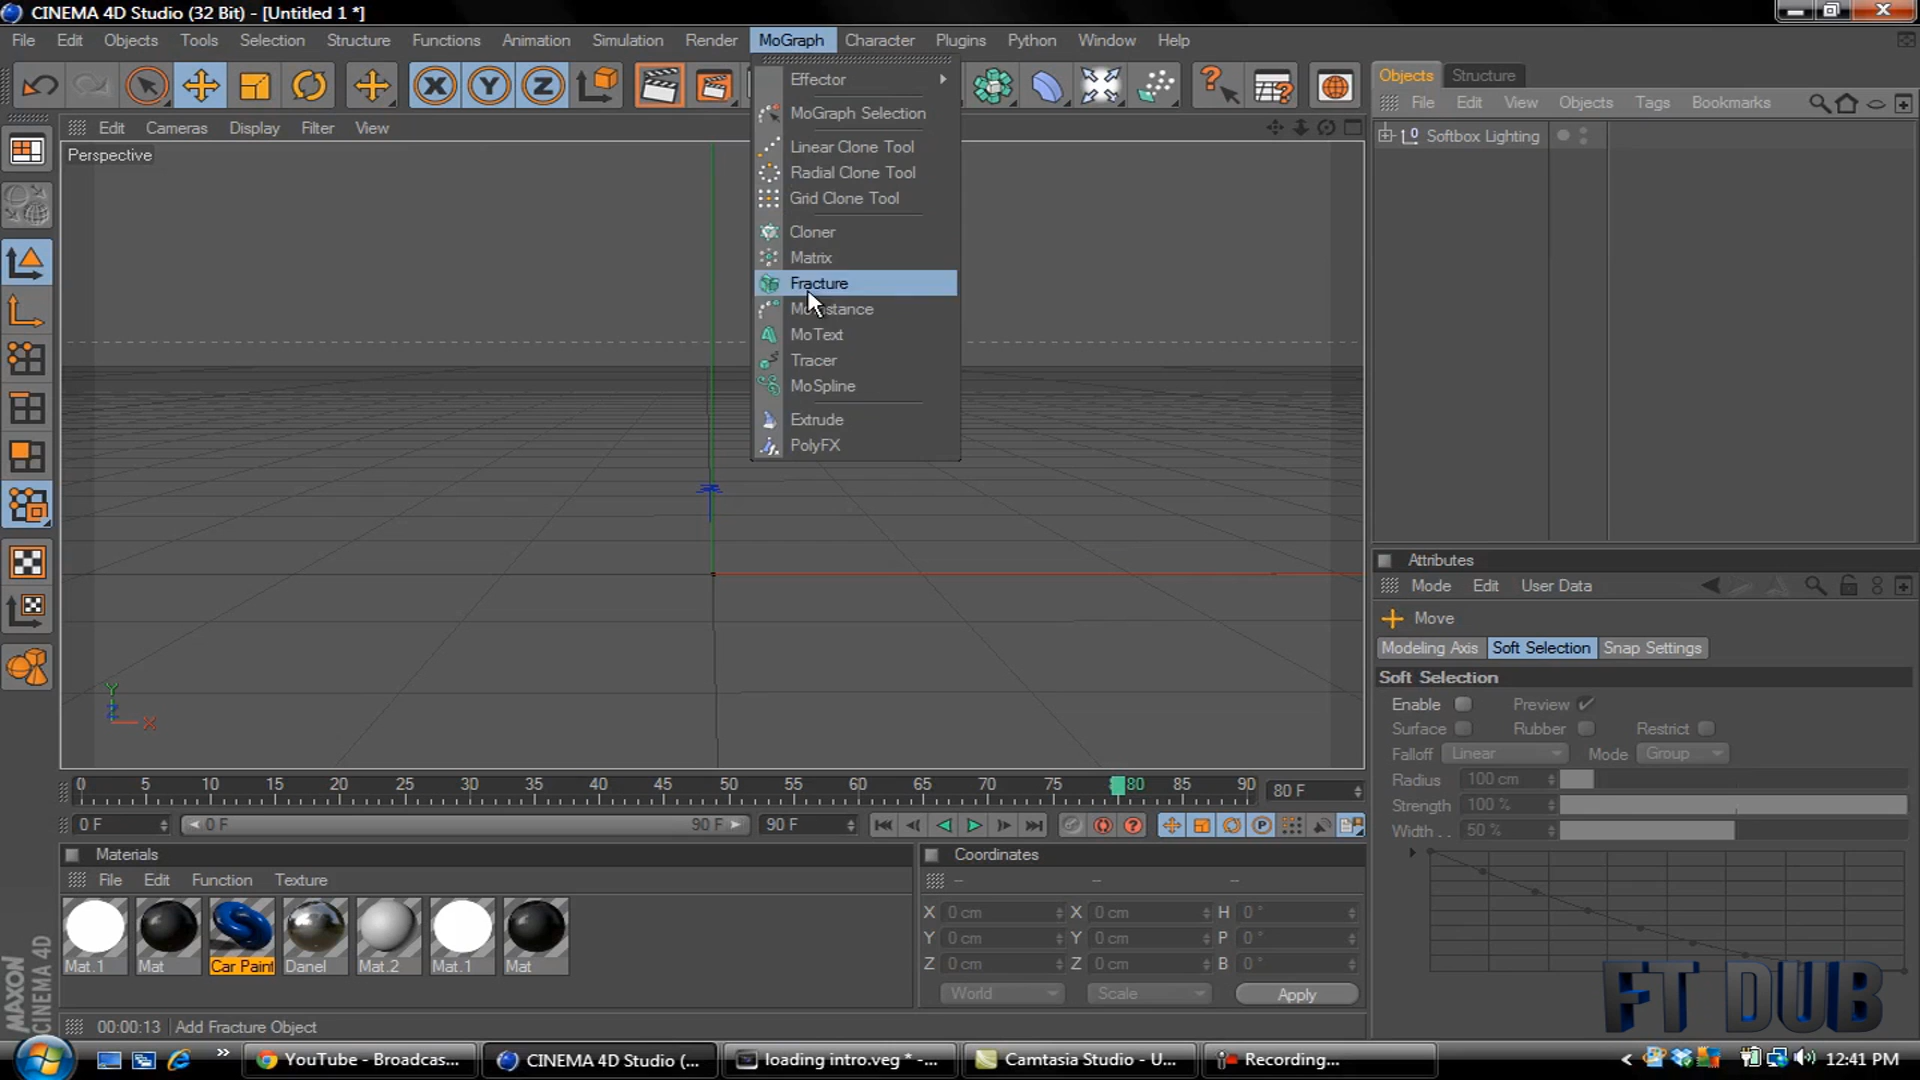 CINEMA 4D Studio (32 Bit) - [Untitled 1 *]
File Edit Objects Tools Selection Structure Functions Animation Simulation Render MoGraph Character Plugins Python Window Help
Objects Structure
File Edit View Objects Tags Bookmarks
Softbox Lighting
Edit Cameras Display Filter View
Perspective
Effector
MoGraph Selection
Linear Clone Tool
Radial Clone Tool
Grid Clone Tool
Cloner
Matrix
Fracture
MoText
Tracer
MoSpline
Extrude
PolyFX
Y
Z
X
Attributes
Mode Edit User Data
Move
Modeling Axis Soft Selection Snap Settings
Soft Selection
Enable Preview
Surface Rubber Restrict
Falloff Linear Mode Group
Radius 100 cm
Strength 100 %
Width . . 50 %
0 5 10 15 20 25 30 35 40 45 50 55 60 65 70 75 80 85 90 80 F
0 F 0 F 90 F 90 F
Materials
File Edit Function Texture
Mat.1 Mat Car Paint Danel Mat.2 Mat.1 Mat
Coordinates
-- -- --
X 0 cm X 0 cm H 0 °
Y 0 cm Y 0 cm P 0 °
Z 0 cm Z 0 cm B 0 °
World Scale Apply
MAXON
CINEMA 4D
FT DUB
00:00:13 Add Fracture Object
YouTube - Broadcas... CINEMA 4D Studio (... loading intro.veg * -... Camtasia Studio - U... Recording... 12:41 PM